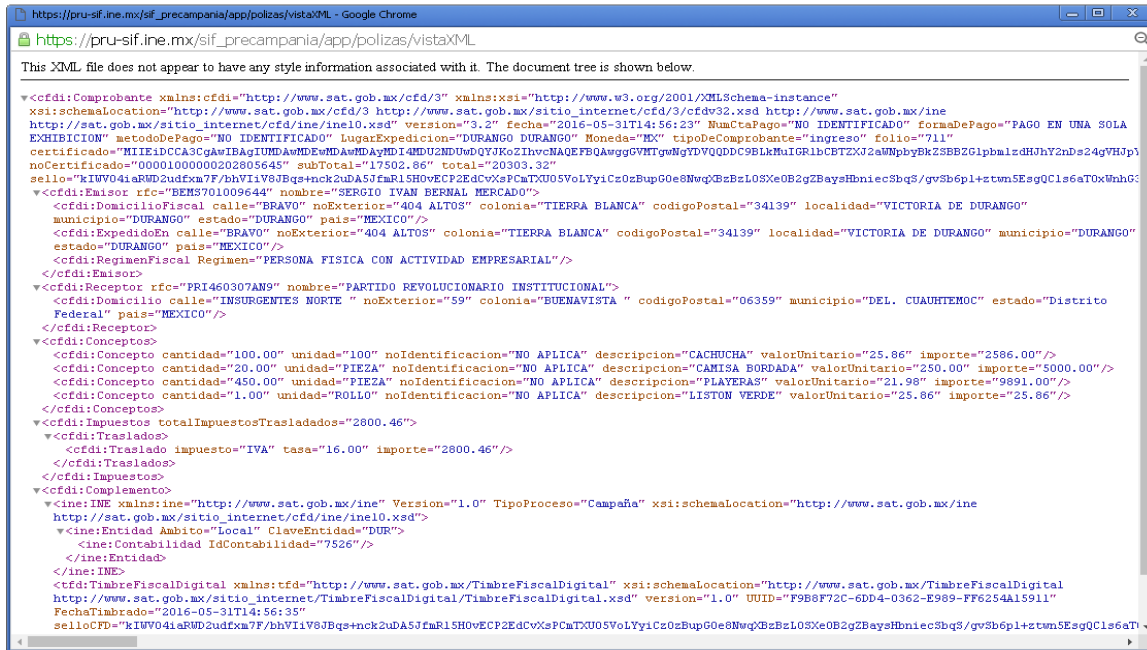 https://pru-sif.ine.mx/sif_precampania/app/polizas/vistaXML - Google Chrome
https://pru-sif.ine.mx/sif_precampania/app/polizas/vistaXML
This XML file does not appear to have any style information associated with it. The document tree is shown below.
▼<cfdi:Comprobante xmlns:cfdi="http://www.sat.gob.mx/cfd/3" xmlns:xsi="http://www.w3.org/2001/XMLSchema-instance"
xsi:schemaLocation="http://www.sat.gob.mx/cfd/3 http://www.sat.gob.mx/sitio_internet/cfd/3/cfdv32.xsd http://www.sat.gob.mx/ine
http://sat.gob.mx/sitio_internet/cfd/ine/ine10.xsd" version="3.2" fecha="2016-05-31T14:56:23" NumCtaPago="NO IDENTIFICADO" formaDePago="PAGO EN UNA SOLA
EXHIBICION" metodoDePago="NO IDENTIFICADO" LugarExpedicion="DURANGO DURANGO" Moneda="MX" tipoDeComprobante="ingreso" folio="711"
noCertificado="00001000000202805645" subTotal="17502.86" total="20303.32"
▼<cfdi:Emisor rfc="BEMS701009644" nombre="SERGIO IVAN BERNAL MERCADO">
<cfdi:DomicilioFiscal calle="BRAVO" noExterior="404 ALTOS" colonia="TIERRA BLANCA" codigoPostal="34139" localidad="VICTORIA DE DURANGO"
municipio="DURANGO" estado="DURANGO" pais="MEXICO"/>
<cfdi:ExpedidoEn calle="BRAVO" noExterior="404 ALTOS" colonia="TIERRA BLANCA" codigoPostal="34139" localidad="VICTORIA DE DURANGO" municipio="DURANGO"
estado="DURANGO" pais="MEXICO"/>
<cfdi:RegimenFiscal Regimen="PERSONA FISICA CON ACTIVIDAD EMPRESARIAL"/>
</cfdi:Emisor>
▼<cfdi:Receptor rfc="PRI460307AN9" nombre="PARTIDO REVOLUCIONARIO INSTITUCIONAL">
<cfdi:Domicilio calle="INSURGENTES NORTE " noExterior="59" colonia="BUENAVISTA " codigoPostal="06359" municipio="DEL. CUAUHTEMOC" estado="Distrito
Federal" pais="MEXICO"/>
</cfdi:Receptor>
▼<cfdi:Conceptos>
<cfdi:Concepto cantidad="100.00" unidad="100" noIdentificacion="NO APLICA" descripcion="CACHUCHA" valorUnitario="25.86" importe="2586.00"/>
<cfdi:Concepto cantidad="20.00" unidad="PIEZA" noIdentificacion="NO APLICA" descripcion="CAMISA BORDADA" valorUnitario="250.00" importe="5000.00"/>
<cfdi:Concepto cantidad="450.00" unidad="PIEZA" noIdentificacion="NO APLICA" descripcion="PLAYERAS" valorUnitario="21.98" importe="9891.00"/>
<cfdi:Concepto cantidad="1.00" unidad="ROLLO" noIdentificacion="NO APLICA" descripcion="LISTON VERDE" valorUnitario="25.86" importe="25.86"/>
</cfdi:Conceptos>
▼<cfdi:Impuestos totalImpuestosTrasladados="2800.46">
▼<cfdi:Traslados>
<cfdi:Traslado impuesto="IVA" tasa="16.00" importe="2800.46"/>
</cfdi:Traslados>
</cfdi:Impuestos>
▼<cfdi:Complemento>
▼<ine:INE xmlns:ine="http://www.sat.gob.mx/ine" Version="1.0" TipoProceso="Campaña" xsi:schemaLocation="http://www.sat.gob.mx/ine
http://sat.gob.mx/sitio_internet/cfd/ine/ine10.xsd">
▼<ine:Entidad Ambito="Local" ClaveEntidad="DUR">
<ine:Contabilidad IdContabilidad="7526"/>
</ine:Entidad>
</ine:INE>
<tfd:TimbreFiscalDigital xmlns:tfd="http://www.sat.gob.mx/TimbreFiscalDigital" xsi:schemaLocation="http://www.sat.gob.mx/TimbreFiscalDigital
http://www.sat.gob.mx/sitio_internet/TimbreFiscalDigital/TimbreFiscalDigital.xsd" version="1.0" UUID="F9B8F72C-6DD4-0362-E989-FF6254A15911"
FechaTimbrado="2016-05-31T14:56:35"